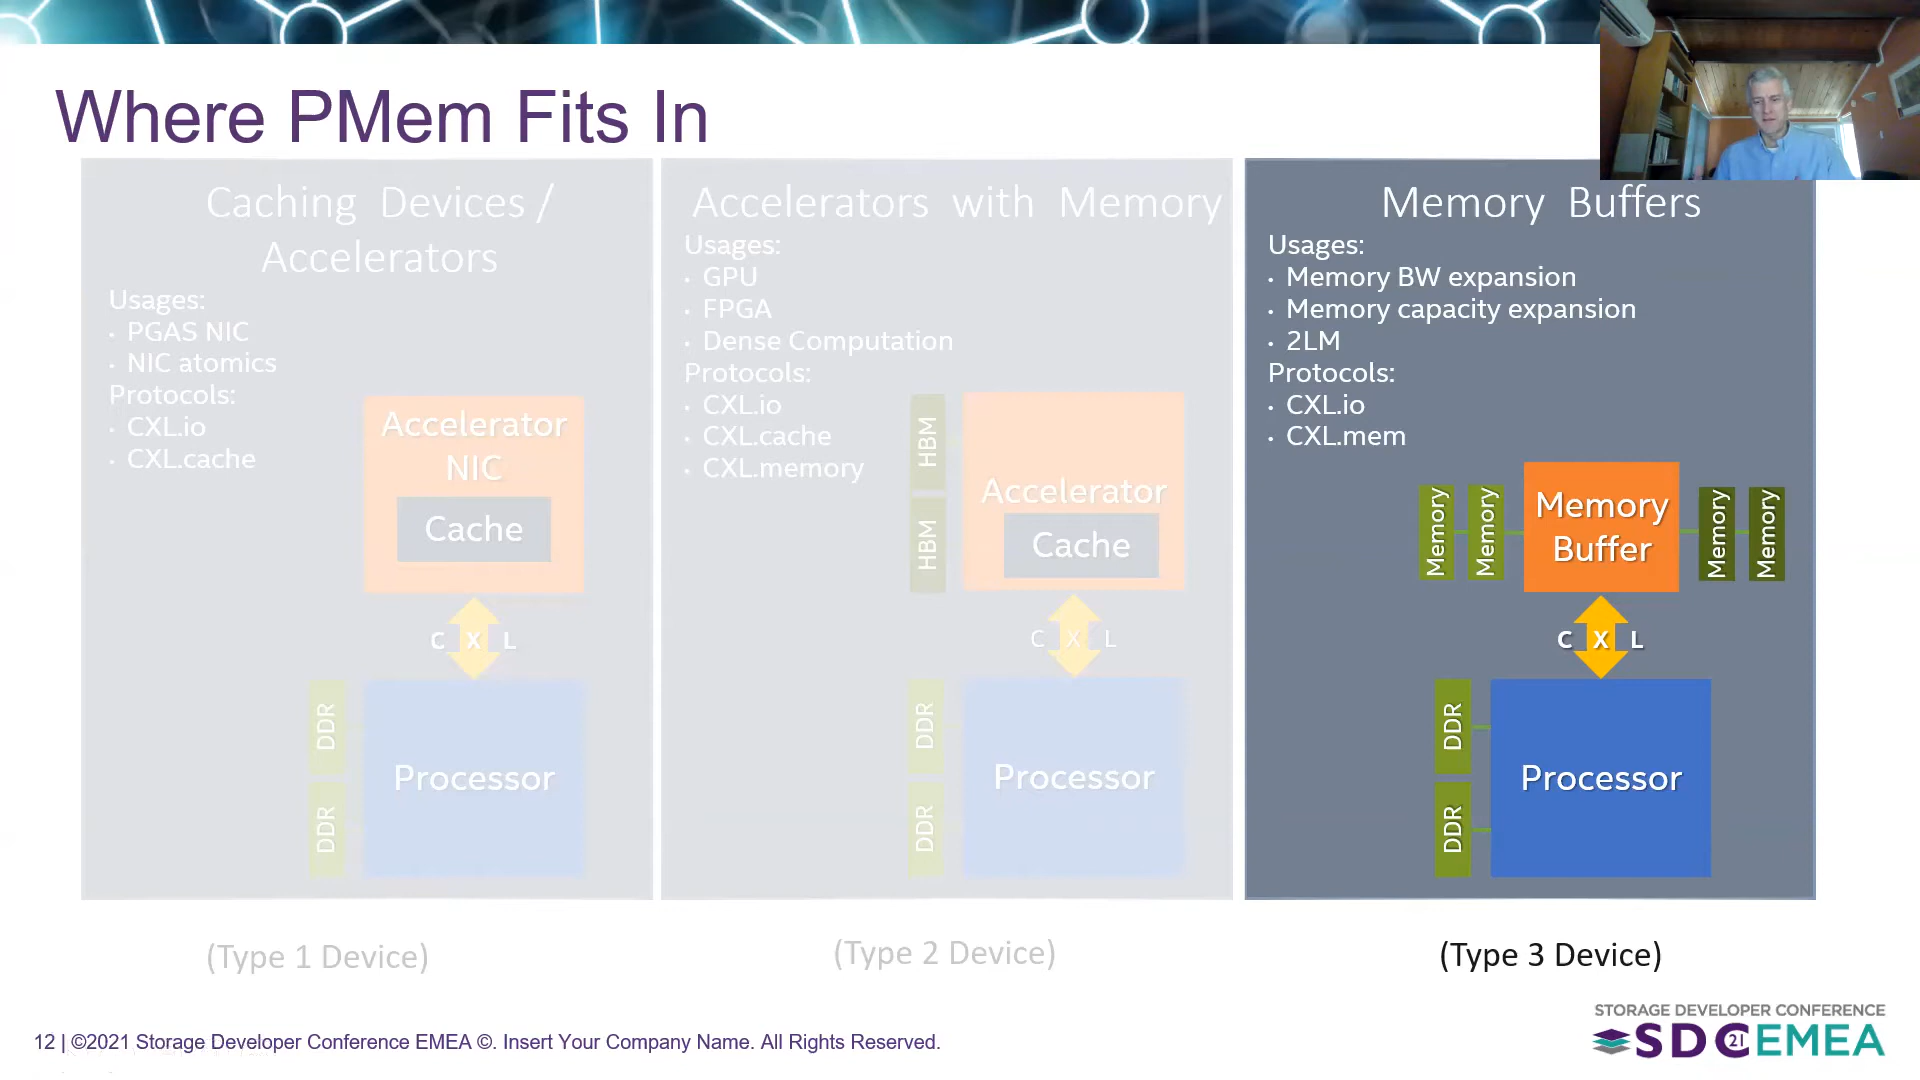 Where PMem Fits In
Caching Devices /
Accelerators
Usages:
· PGAS NIC
· NIC atomics
Protocols:
· CXL.io
· CXL.cache
Accelerator
NIC
Cache
C X L
DDR
DDR
Processor
(Type 1 Device)
Accelerators with Memory
Usages:
· GPU
· FPGA
· Dense Computation
Protocols:
· CXL.io
· CXL.cache
· CXL.memory
HBM
HBM
Accelerator
Cache
C X L
DDR
DDR
Processor
(Type 2 Device)
Memory Buffers
Usages:
· Memory BW expansion
· Memory capacity expansion
· 2LM
Protocols:
· CXL.io
· CXL.mem
Memory
Memory
Memory
Buffer
Memory
Memory
C X L
DDR
DDR
Processor
(Type 3 Device)
12 | ©2021 Storage Developer Conference EMEA ©. Insert Your Company Name. All Rights Reserved.
STORAGE DEVELOPER CONFERENCE
SDC 21 EMEA